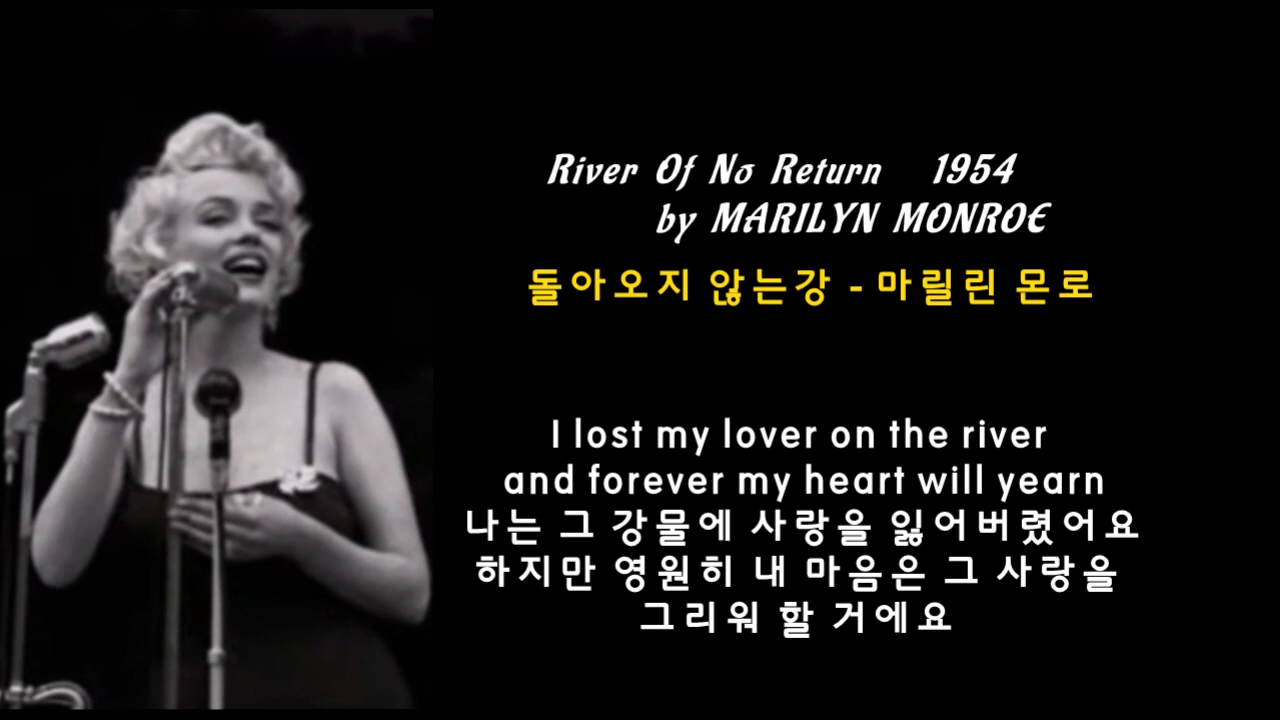 River Of No Return 1954
by MARILYN MONROE
돌아오지 않는강 - 마릴린 몬로
I lost my lover on the river
and forever my heart will yearn
나는 그 강물에 사랑을 잃어버렸어요
하지만 영원히 내 마음은 그 사랑을
그리워 할 거에요